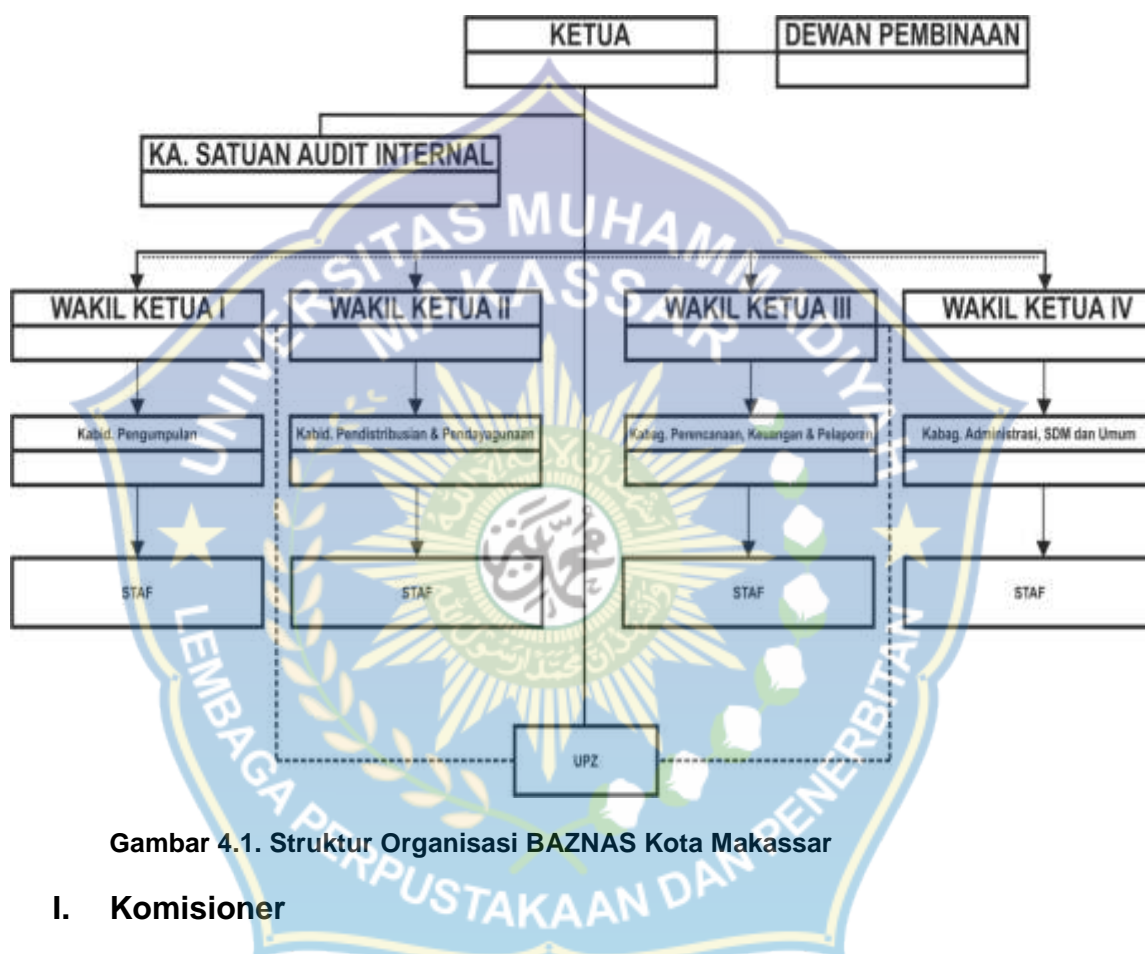 KETUA
DEWAN PEMBINAAN
KA. SATUAN AUDIT INTERNAL
WAKIL KETUA I
WAKIL KETUA II
WAKIL KETUA III
WAKIL KETUA IV
Kabid. Pengumpulan
Kabid. Pendistribusian & Pendayagunaan
Kabag. Perencanaan, Keuangan & Pelaporan
Kabag. Administrasi, SDM dan Umum
STAF
STAF
STAF
STAF
UPZ
UNIVERSITAS MUHAMMADIYAH
MAKASSAR
LEMBAGA PERPUSTAKAAN DAN PENERBITAN
محمد
Gambar 4.1. Struktur Organisasi BAZNAS Kota Makassar
I. Komisioner